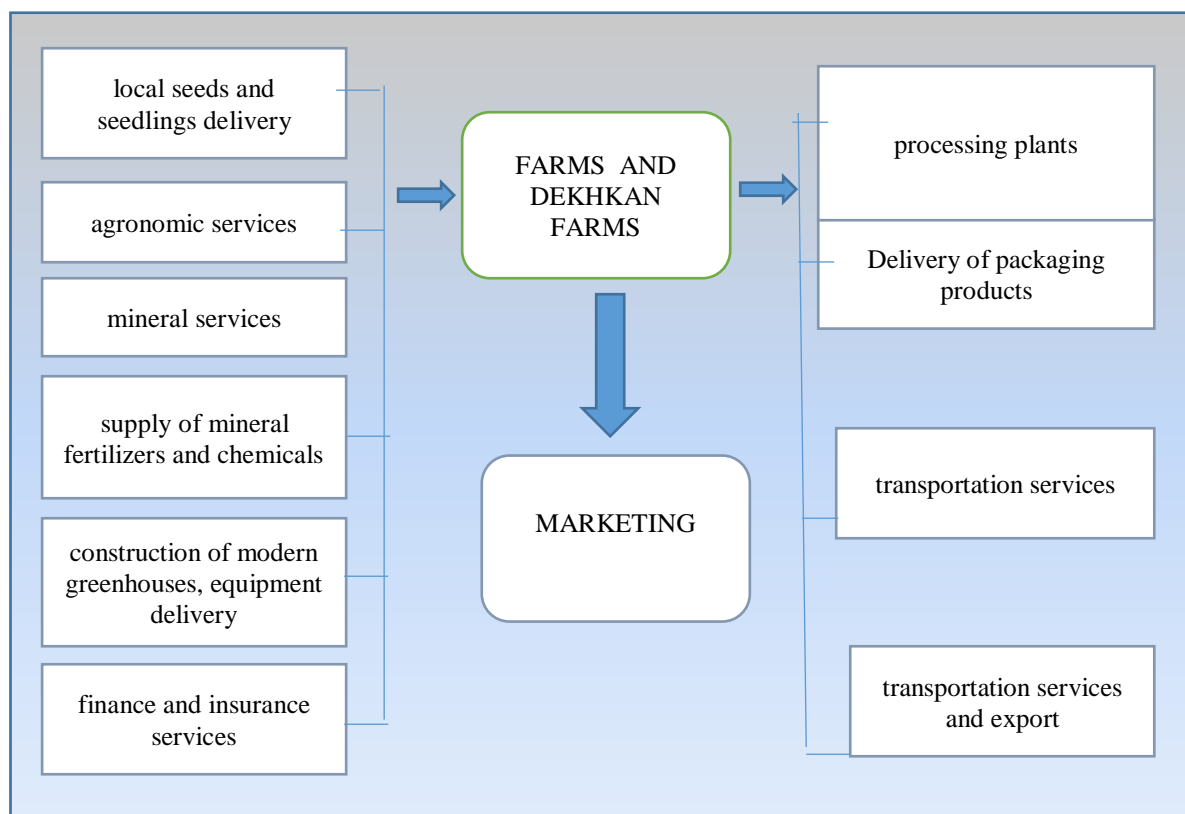 local seeds and
seedlings delivery
agronomic services
mineral services
supply of mineral
fertilizers and chemicals
construction of modern
greenhouses, equipment
delivery
finance and insurance
services
FARMS AND
DEKHKAN
FARMS
MARKETING
processing plants
Delivery of packaging
products
transportation services
transportation services
and export